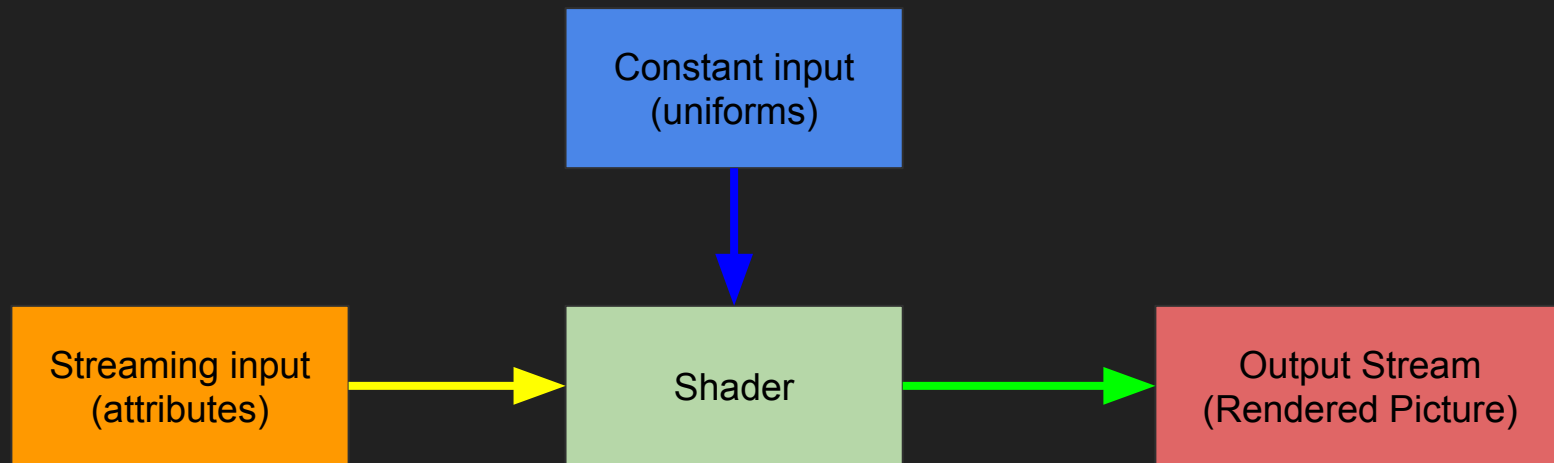 Constant input
(uniforms)
Streaming input
(attributes)
Shader
Output Stream
(Rendered Picture)